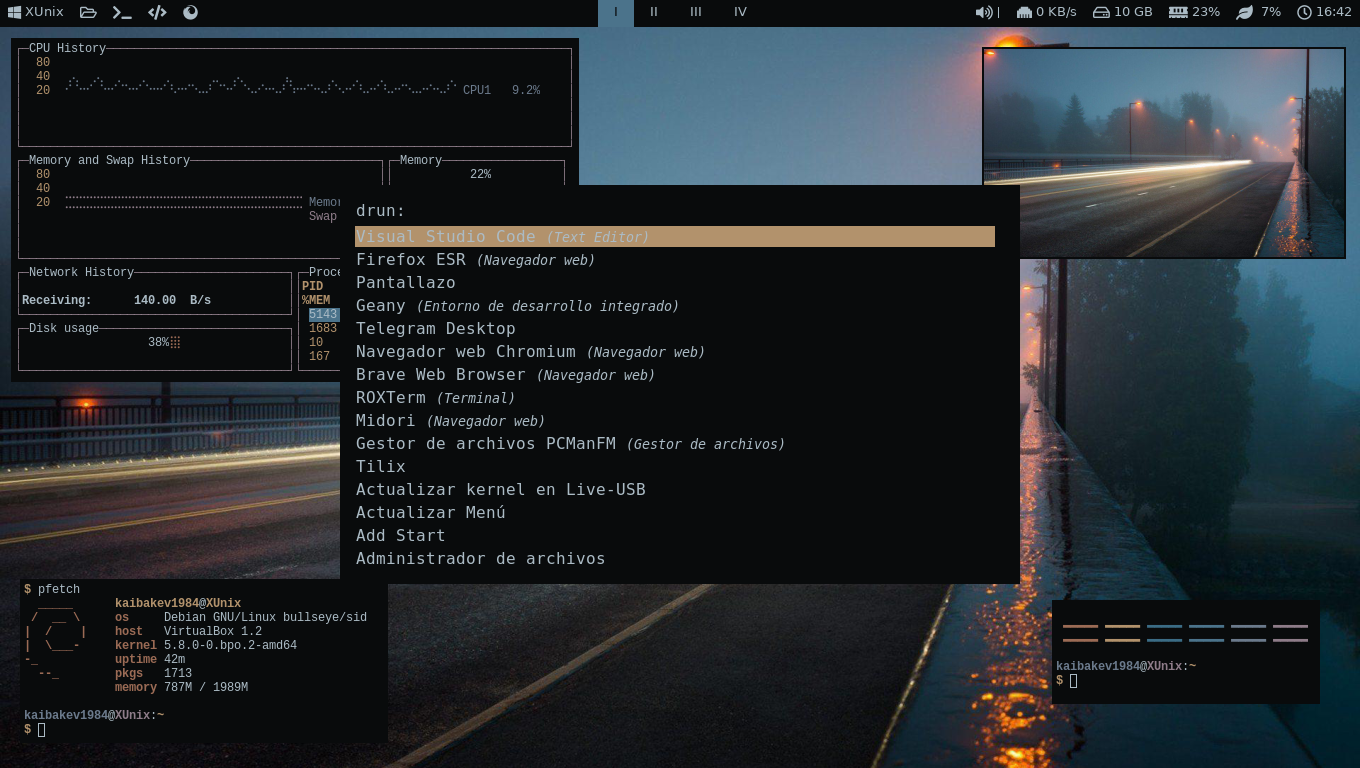 XUnix
I II III IV
0 KB/s 10 GB 23% 7% 16:42
CPU History
80
40
20
CPU1 9.2%
Memory and Swap History
80
40
20
Swap
Memory
22%
Network History
Receiving: 140.00 B/s
Disk usage
38%
PID
%MEM
5143
1683
10
167
drun:
Visual Studio Code (Text Editor)
Firefox ESR (Navegador web)
Pantallazo
Geany (Entorno de desarrollo integrado)
Telegram Desktop
Navegador web Chromium (Navegador web)
Brave Web Browser (Navegador web)
ROXTerm (Terminal)
Midori (Navegador web)
Gestor de archivos PCManFM (Gestor de archivos)
Tilix
Actualizar kernel en Live-USB
Actualizar Menú
Add Start
Administrador de archivos
$ pfetch
kaibakev1984@XUnix
os Debian GNU/Linux bullseye/sid
host VirtualBox 1.2
kernel 5.8.0-0.bpo.2-amd64
uptime 42m
pkgs 1713
memory 787M / 1989M
kaibakev1984@XUnix:~
$
kaibakev1984@XUnix:~
$